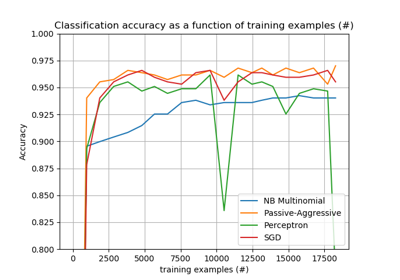 Classification accuracy as a function of training examples (#)
1.000
0.975
0.950
0.925
0.900
0.875
0.850
0.825
0.800
Accuracy
NB Multinomial
Passive-Aggressive
Perceptron
SGD
0 2500 5000 7500 10000 12500 15000 17500
training examples (#)